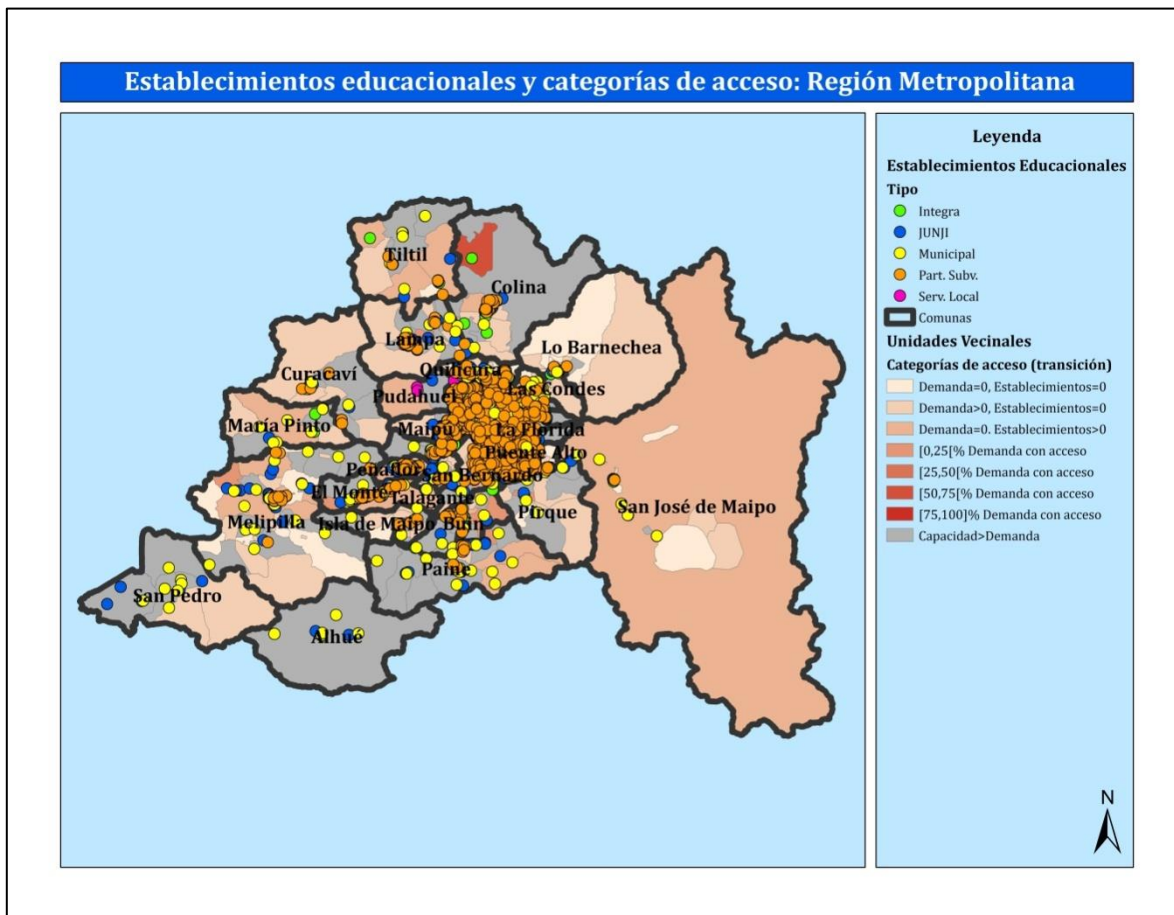 Establecimientos educacionales y categorías de acceso: Región Metropolitana
Tiltil
Colina
Lampa
Lo Barnechea
Curacaví
Quilicura
Las Condes
Pudahuel
María Pinto
Maipú
La Florida
Puente Alto
Peñaflor
San Bernardo
El Monte
Talagante
San José de Maipo
Melipilla
Isla de Maipo
Buin
Pirque
Paine
San Pedro
Alhué
Leyenda
Establecimientos Educacionales
Tipo
Integra
JUNJI
Municipal
Part. Subv.
Serv. Local
Comunas
Unidades Vecinales
Categorías de acceso (transición)
Demanda=0, Establecimientos=0
Demanda>0, Establecimientos=0
Demanda=0. Establecimientos>0
[0,25[% Demanda con acceso
[25,50[% Demanda con acceso
[50,75[% Demanda con acceso
[75,100]% Demanda con acceso
Capacidad>Demanda
N